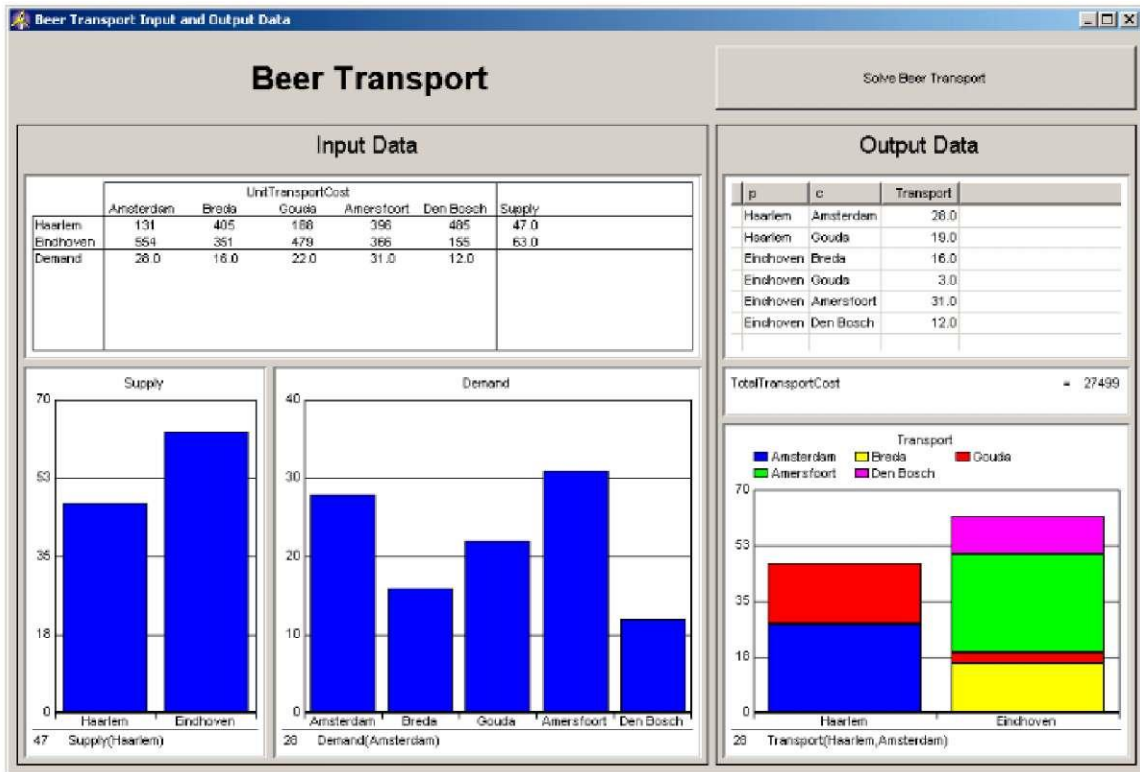 Beer Transport Input and Output Data
Beer Transport
Solve Beer Transport
Input Data
UnitTransportCost
Amsterdam Breda Gouda Amersfoort Den Bosch Supply
Haarlem 131 405 188 396 485 47.0
Eindhoven 554 351 479 366 155 63.0
Demand 28.0 16.0 22.0 31.0 12.0
Supply
70
53
35
18
0
Haarlem Eindhoven
47 Supply(Haarlem)
Demand
40
30
20
10
0
Amsterdam Breda Gouda Amersfoort Den Bosch
28 Demand(Amsterdam)
Output Data
p c Transport
Haarlem Amsterdam 28.0
Haarlem Gouda 19.0
Eindhoven Breda 16.0
Eindhoven Gouda 3.0
Eindhoven Amersfoort 31.0
Eindhoven Den Bosch 12.0
TotalTransportCost = 27499
Transport
Amsterdam Breda Gouda
Amersfoort Den Bosch
70
53
35
18
0
Haarlem Eindhoven
28 Transport(Haarlem,Amsterdam)